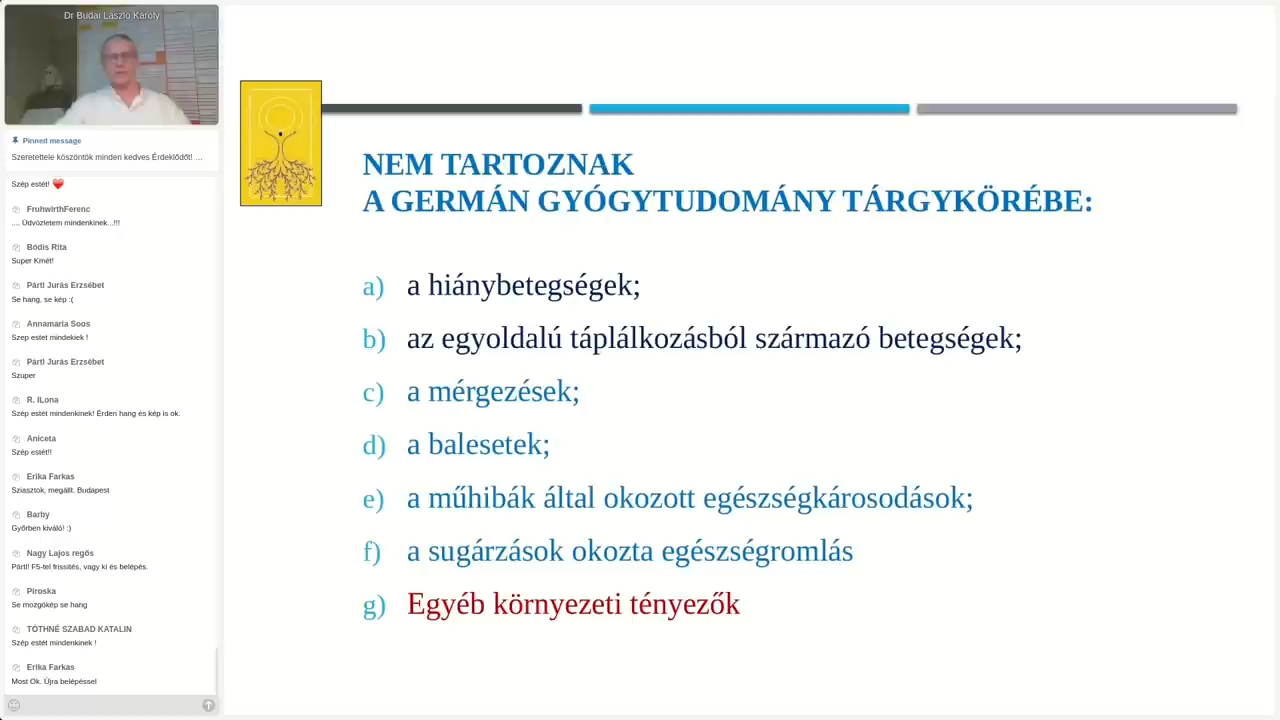 Dr Budai László Károly
Pinned message
Szeretettele köszöntök minden kedves Érdeklődőt! …
Szép estét! ❤️
FruhwirthFerenc
.... Üdvözletem mindenkinek...!!!
Bódis Rita
Super Kmét!
Párti Jurás Erzsébet
Se hang, se kép :(
Annamaria Soos
Szep estet mindekiek !
Párti Jurás Erzsébet
Szuper
R. ILona
Szép estét mindenkinek! Érden hang és kép is ok.
Aniceta
Szép estét!!
Erika Farkas
Sziasztok, megállt. Budapest
Barby
Győrben kiváló! :)
Nagy Lajos regős
Párti! F5-tel frissités, vagy ki és belépés.
Piroska
Se mozgókép se hang
TÓTHNÉ SZABAD KATALIN
Szép estét mindenkinek !
Erika Farkas
Most Ok. Újra belépéssel
NEM TARTOZNAK
A GERMÁN GYÓGYTUDOMÁNY TÁRGYKÖRÉBE:
a) a hiánybetegségek;
b) az egyoldalú táplálkozásból származó betegségek;
c) a mérgezések;
d) a balesetek;
e) a műhibák által okozott egészségkárosodások;
f) a sugárzások okozta egészségromlás
g) Egyéb környezeti tényezők